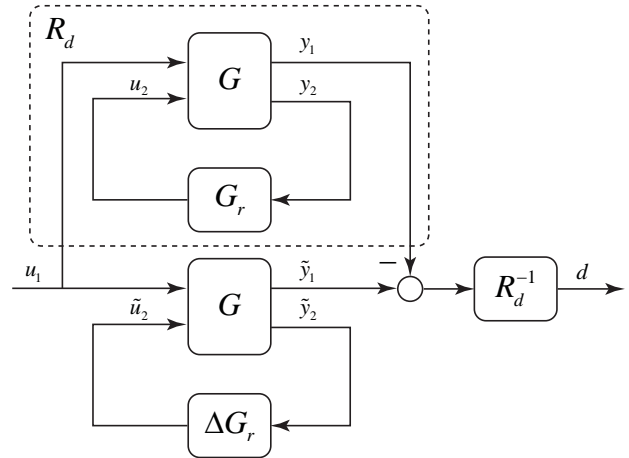 R_d
G
y_1
u_2
y_2
G_r
u_1
−
G
ỹ_1
ũ_2
ỹ_2
R_d^{-1}
d
ΔG_r